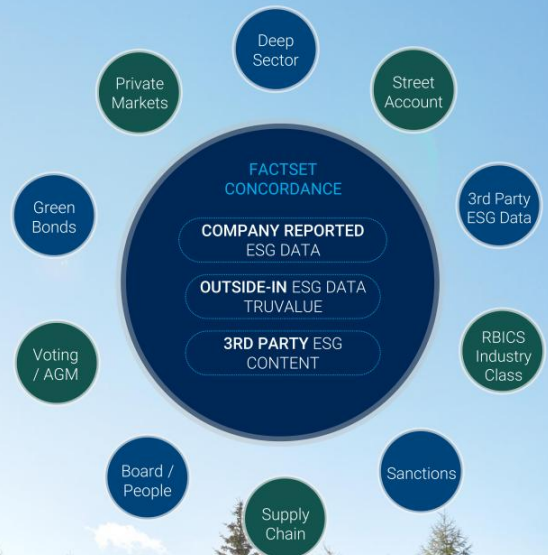 Deep
Sector
Private
Markets
Street
Account
FACTSET
CONCORDANCE
Green
Bonds
3rd Party
ESG Data
COMPANY REPORTED
ESG DATA
OUTSIDE-IN ESG DATA
TRUVALUE
3RD PARTY ESG
CONTENT
Voting
/ AGM
RBICS
Industry
Class
Board /
People
Sanctions
Supply
Chain